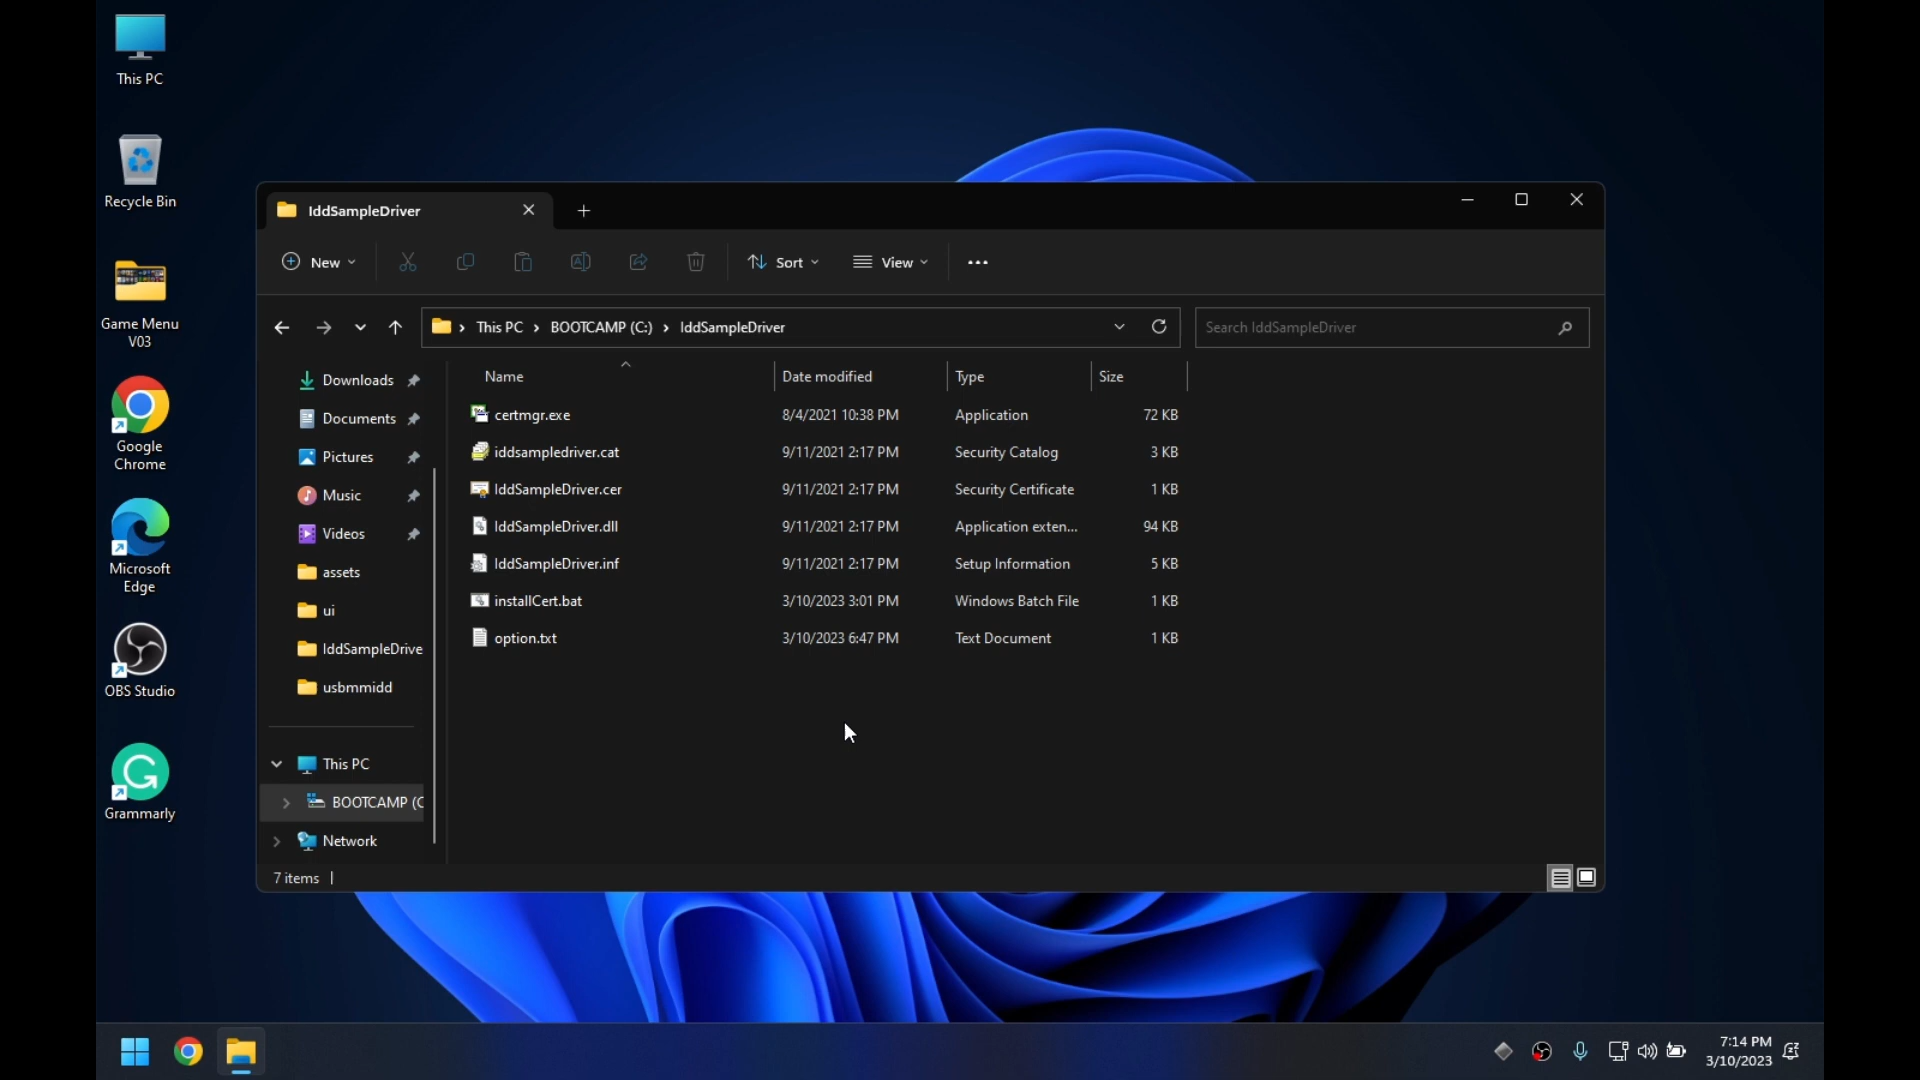 This PC
Recycle Bin
Game Menu
V03
Google
Chrome
Microsoft
Edge
OBS Studio
Grammarly
IddSampleDriver
New
Sort
View
This PC › BOOTCAMP (C:) › IddSampleDriver
Search IddSampleDriver
Downloads
Documents
Pictures
Music
Videos
assets
ui
IddSampleDrive
usbmmidd
This PC
BOOTCAMP (C
Network
Name Date modified Type Size
certmgr.exe 8/4/2021 10:38 PM Application 72 KB
iddsampledriver.cat 9/11/2021 2:17 PM Security Catalog 3 KB
IddSampleDriver.cer 9/11/2021 2:17 PM Security Certificate 1 KB
IddSampleDriver.dll 9/11/2021 2:17 PM Application exten... 94 KB
IddSampleDriver.inf 9/11/2021 2:17 PM Setup Information 5 KB
installCert.bat 3/10/2023 3:01 PM Windows Batch File 1 KB
option.txt 3/10/2023 6:47 PM Text Document 1 KB
7 items
7:14 PM
3/10/2023